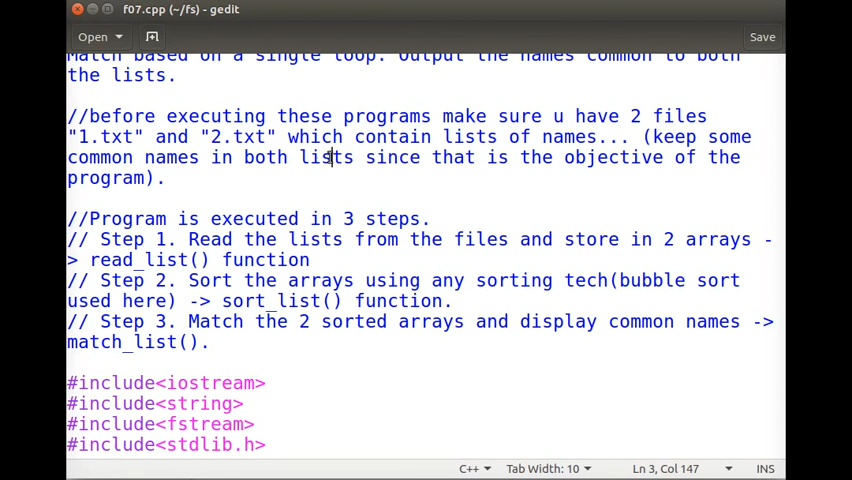 f07.cpp (~/fs) - gedit
Open
Save
Match based on a single loop. Output the names common to both
the lists.
//before executing these programs make sure u have 2 files
"1.txt" and "2.txt" which contain lists of names... (keep some
common names in both lists since that is the objective of the
program).
//Program is executed in 3 steps.
// Step 1. Read the lists from the files and store in 2 arrays -
> read_list() function
// Step 2. Sort the arrays using any sorting tech(bubble sort
used here) -> sort_list() function.
// Step 3. Match the 2 sorted arrays and display common names ->
match_list().
#include<iostream>
#include<string>
#include<fstream>
#include<stdlib.h>
C++ Tab Width: 10 Ln 3, Col 147 INS